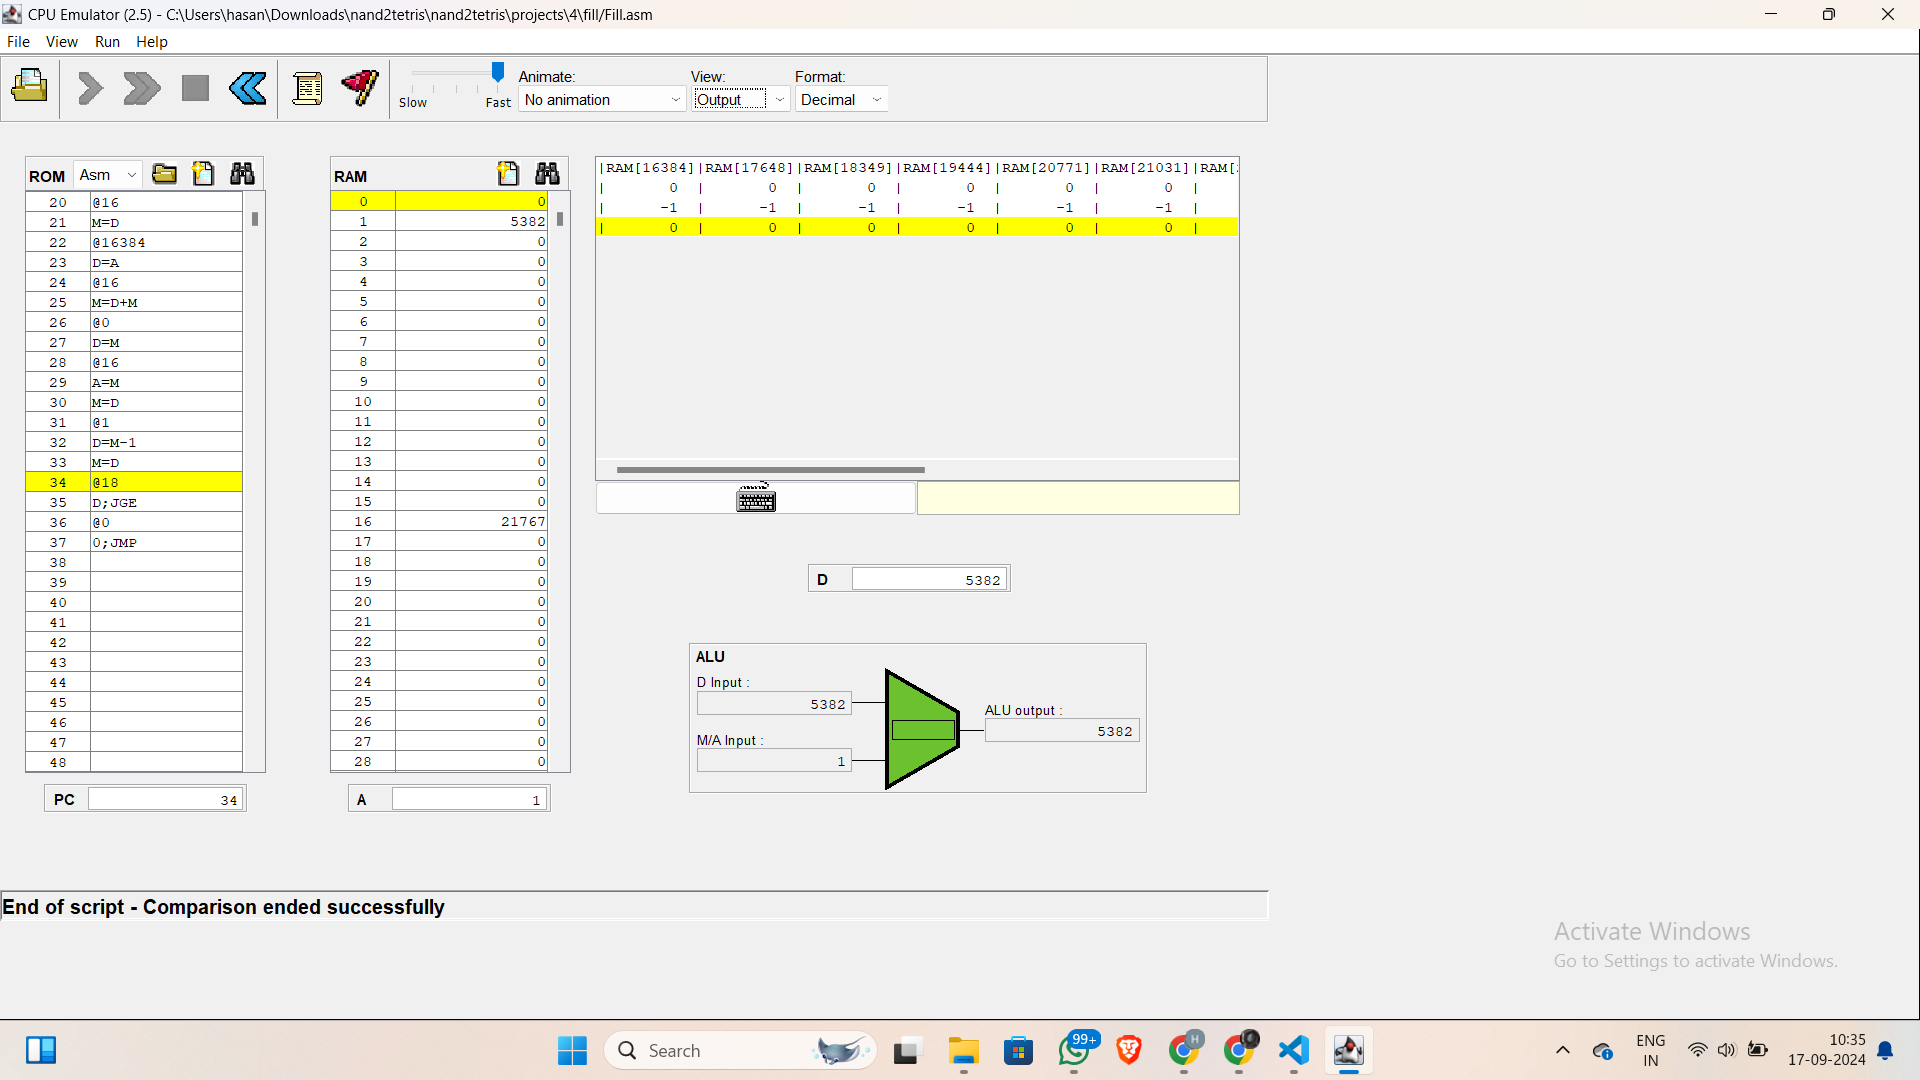 CPU Emulator (2.5) - C:\Users\hasan\Downloads\nand2tetris\nand2tetris\projects\4\fill/Fill.asm
File View Run Help
Slow Fast
Animate:
No animation
View:
Output
Format:
Decimal
ROM Asm
20 @16
21 M=D
22 @16384
23 D=A
24 @16
25 M=D+M
26 @0
27 D=M
28 @16
29 A=M
30 M=D
31 @1
32 D=M-1
33 M=D
34 @18
35 D;JGE
36 @0
37 0;JMP
38
39
40
41
42
43
44
45
46
47
48
PC 34
RAM
0 0
1 5382
2 0
3 0
4 0
5 0
6 0
7 0
8 0
9 0
10 0
11 0
12 0
13 0
14 0
15 0
16 21767
17 0
18 0
19 0
20 0
21 0
22 0
23 0
24 0
25 0
26 0
27 0
28 0
A 1
|RAM[16384]|RAM[17648]|RAM[18349]|RAM[19444]|RAM[20771]|RAM[21031]|RAM[
| 0 | 0 | 0 | 0 | 0 | 0 |
| -1 | -1 | -1 | -1 | -1 | -1 |
| 0 | 0 | 0 | 0 | 0 | 0 |
D 5382
ALU
D Input :
5382
M/A Input :
1
ALU output :
5382
End of script - Comparison ended successfully
Activate Windows
Go to Settings to activate Windows.
Search
99+
H
ENG
IN
10:35
17-09-2024